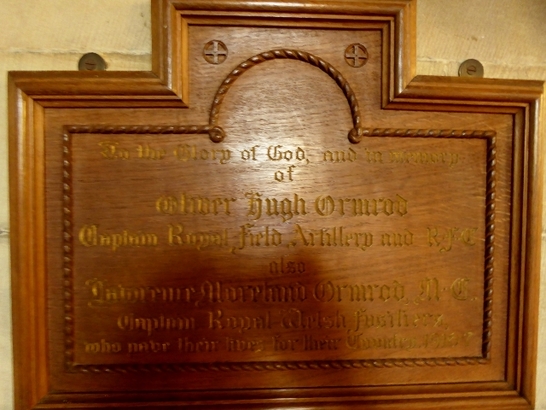 To the Glory of God, and in memory
of
Oliver Hugh Ormrod
Captain Royal Field Artillery and R.F.C.
also
Lawrence Moreland Ormrod, M.C.
Captain Royal Welsh Fusiliers,
who gave their lives for their Country